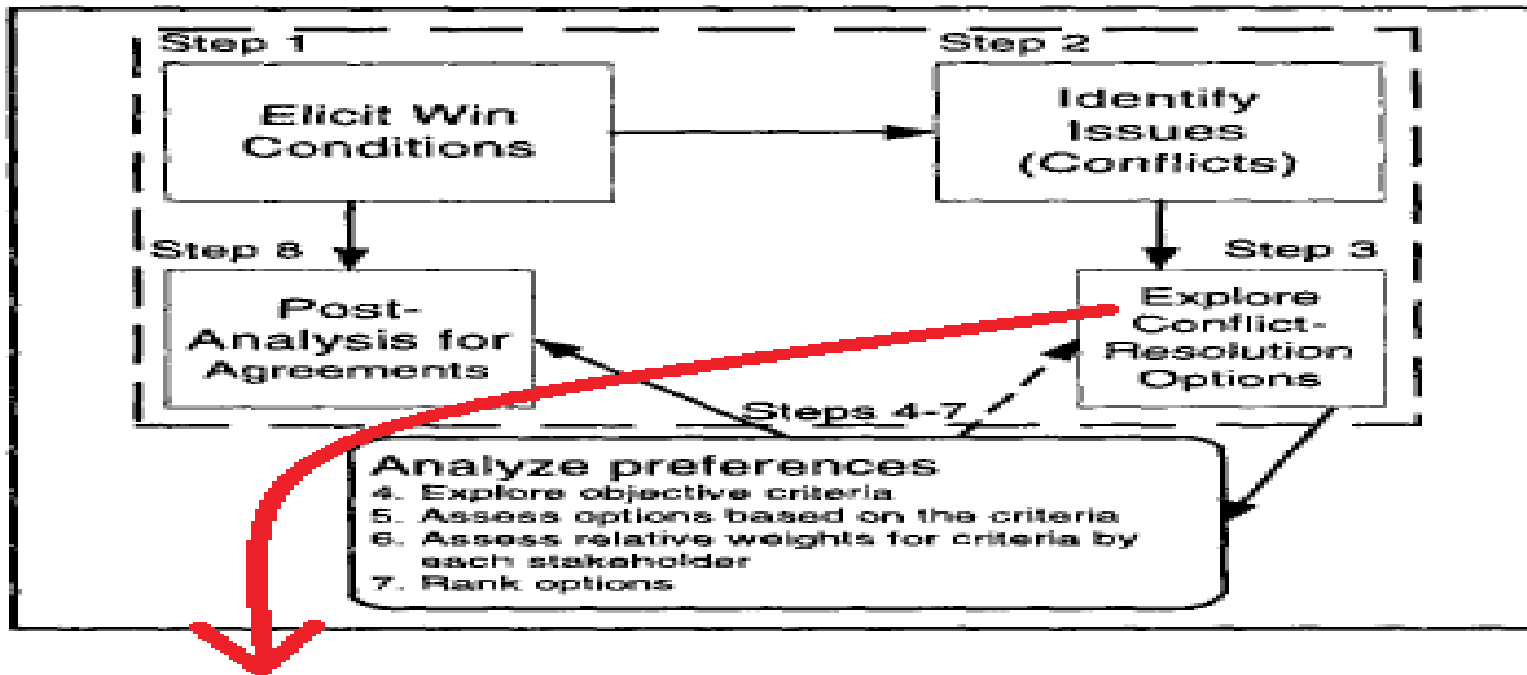 Step 1
Elicit Win
Conditions
Step 2
Identify
Issues
(Conflicts)
Step 8
Post-
Analysis for
Agreements
Step 3
Explore
Conflict-
Resolution
Options
Steps 4-7
Analyze preferences
4. Explore objective criteria
5. Assess options based on the criteria
6. Assess relative weights for criteria by
each stakeholder
7. Rank options